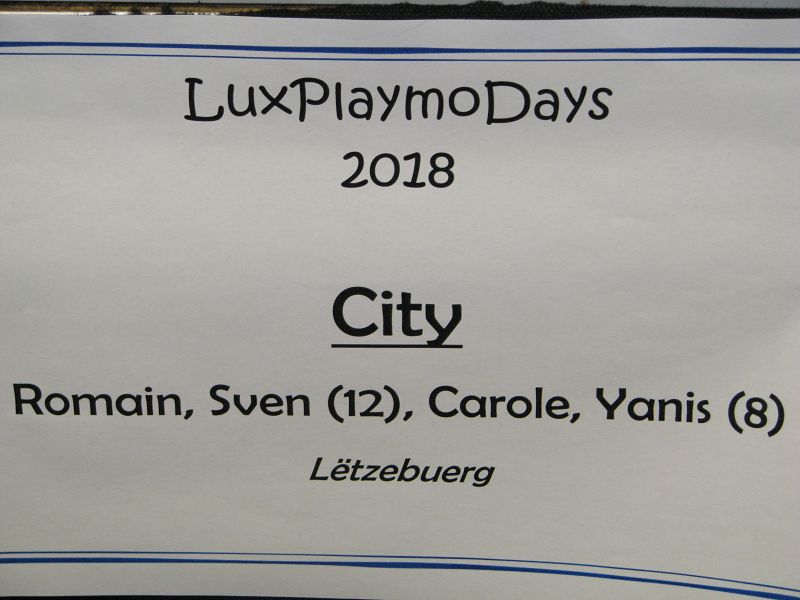 LuxPlaymoDays
2018
City
Romain, Sven (12), Carole, Yanis (8)
Lëtzebuerg